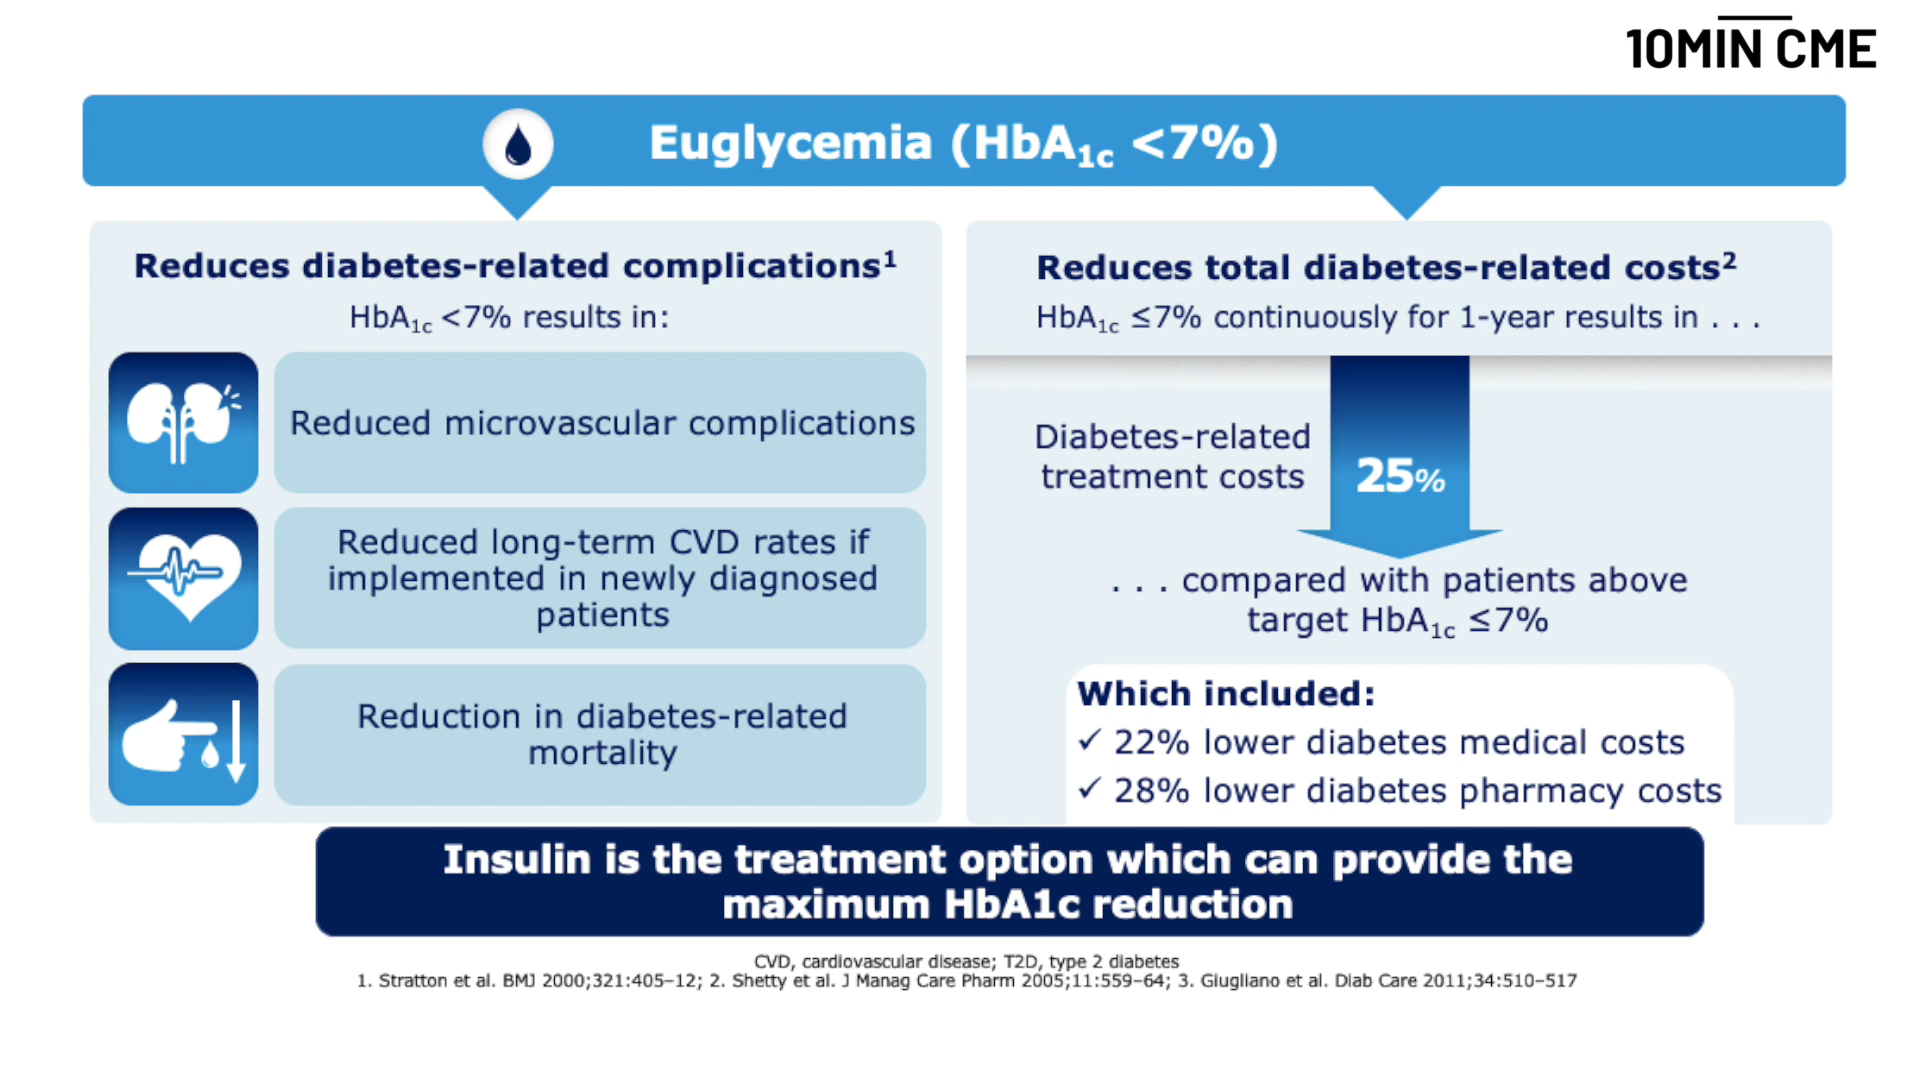 10MIN CME
Euglycemia (HbA1c <7%)
Reduces diabetes-related complications1
HbA1c <7% results in:
Reduced microvascular complications
Reduced long-term CVD rates if
implemented in newly diagnosed
patients
Reduction in diabetes-related
mortality
Reduces total diabetes-related costs2
HbA1c ≤7% continuously for 1-year results in . . .
Diabetes-related
treatment costs
25%
. . . compared with patients above
target HbA1c ≤7%
Which included:
✓ 22% lower diabetes medical costs
✓ 28% lower diabetes pharmacy costs
Insulin is the treatment option which can provide the
maximum HbA1c reduction
CVD, cardiovascular disease; T2D, type 2 diabetes
1. Stratton et al. BMJ 2000;321:405–12; 2. Shetty et al. J Manag Care Pharm 2005;11:559–64; 3. Giugliano et al. Diab Care 2011;34:510–517